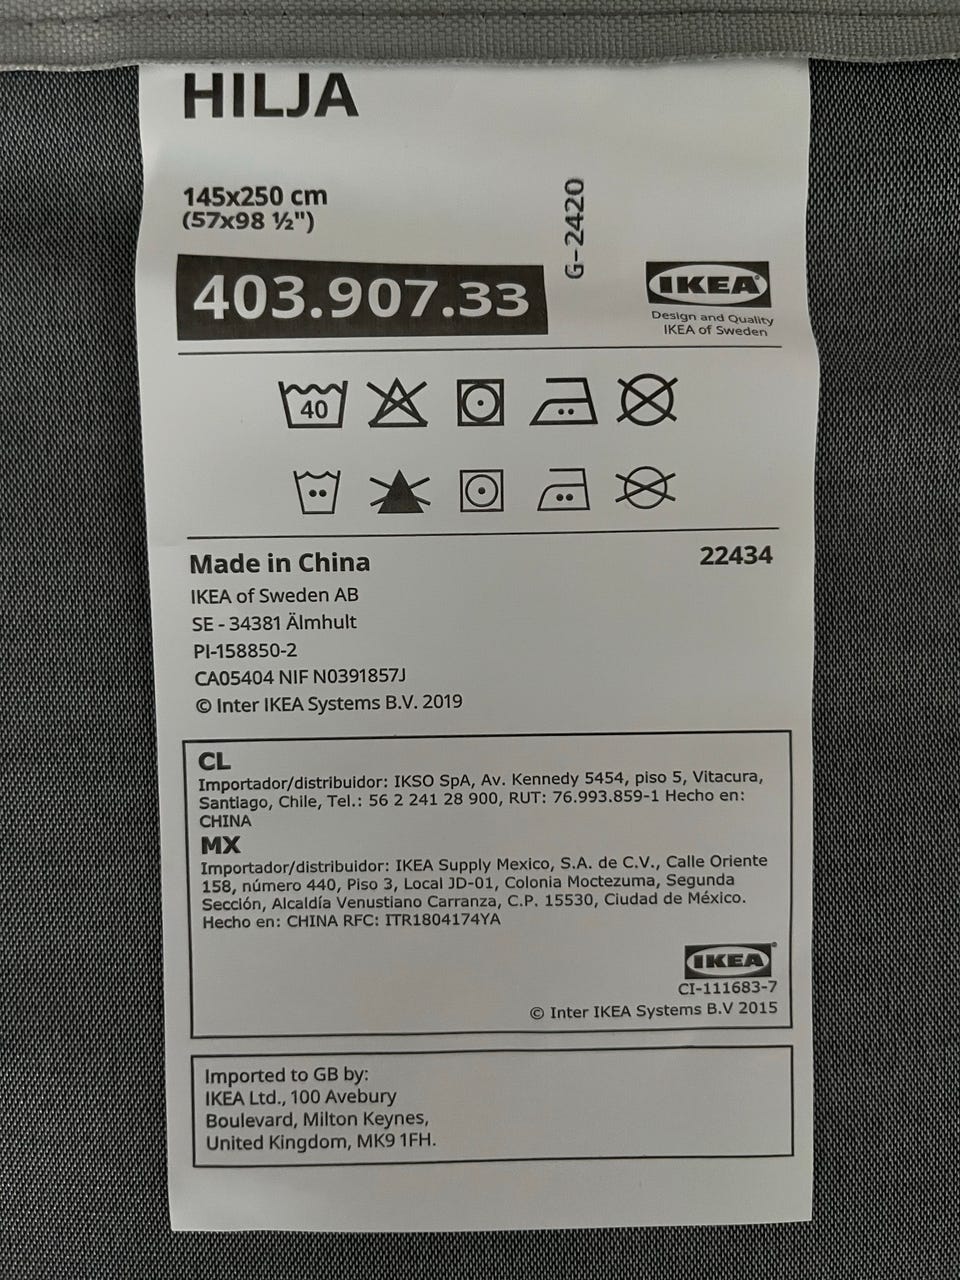 HILJA
145x250 cm
(57x98 ½")
G-2420
403.907.33
IKEA®
Design and Quality
IKEA of Sweden
40
Made in China
22434
IKEA of Sweden AB
SE - 34381 Älmhult
PI-158850-2
CA05404 NIF N0391857J
© Inter IKEA Systems B.V. 2019
CL
Importador/distribuidor: IKSO SpA, Av. Kennedy 5454, piso 5, Vitacura,
Santiago, Chile, Tel.: 56 2 241 28 900, RUT: 76.993.859-1 Hecho en:
CHINA
MX
Importador/distribuidor: IKEA Supply Mexico, S.A. de C.V., Calle Oriente
158, número 440, Piso 3, Local JD-01, Colonia Moctezuma, Segunda
Sección, Alcaldía Venustiano Carranza, C.P. 15530, Ciudad de México.
Hecho en: CHINA RFC: ITR1804174YA
IKEA®
CI-111683-7
© Inter IKEA Systems B.V 2015
Imported to GB by:
IKEA Ltd., 100 Avebury
Boulevard, Milton Keynes,
United Kingdom, MK9 1FH.